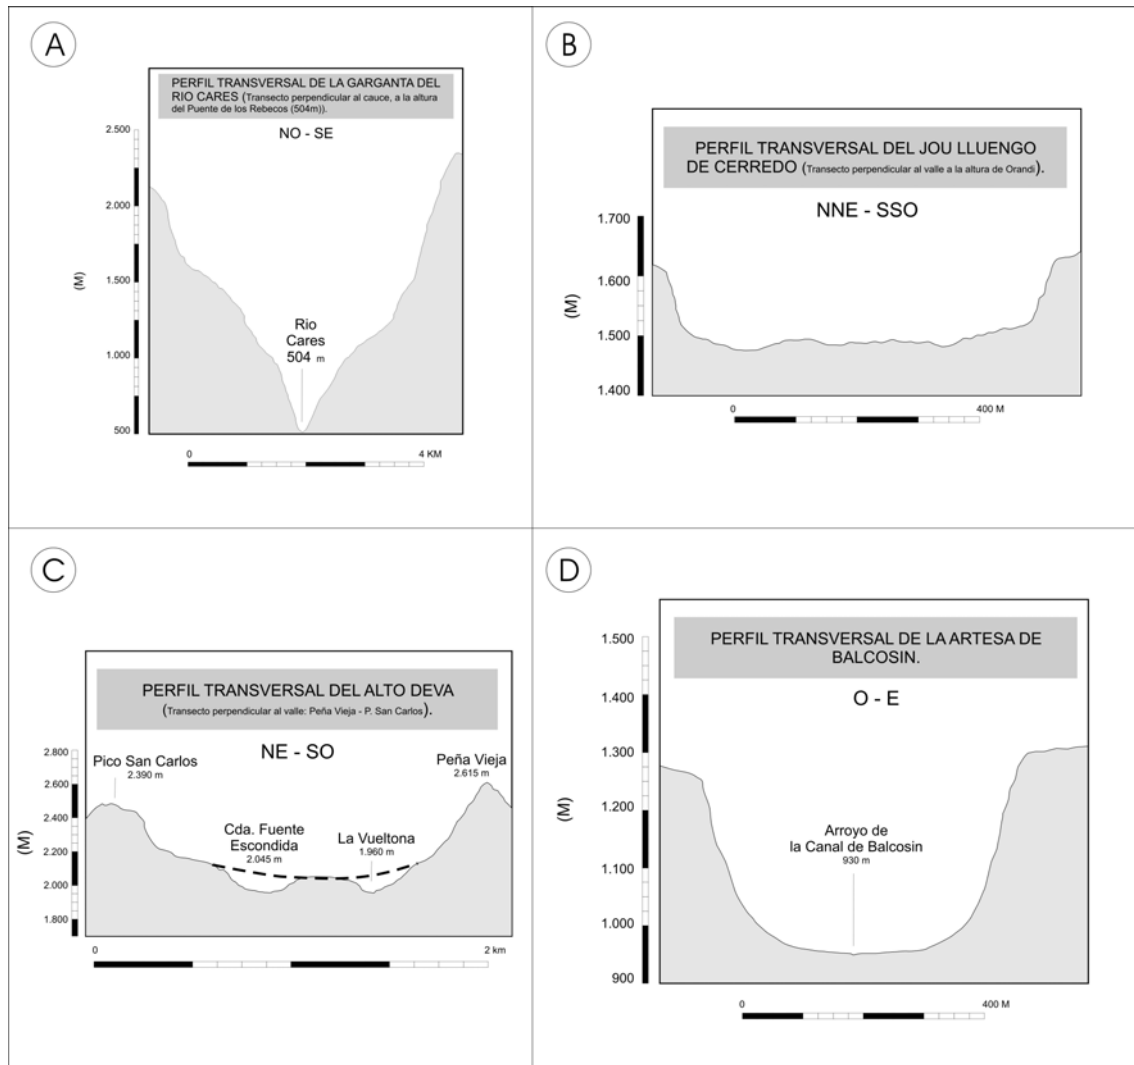 A
PERFIL TRANSVERSAL DE LA GARGANTA DEL
RIO CARES (Transecto perpendicular al cauce, a la altura
del Puente de los Rebecos (504m)).
NO - SE
2.500
2.000
1.500
1.000
500
(M)
Rio
Cares
504 m
0
4 KM
B
PERFIL TRANSVERSAL DEL JOU LLUENGO
DE CERREDO (Transecto perpendicular al valle a la altura de Orandi).
NNE - SSO
1.700
1.600
1.500
1.400
(M)
0
400 M
C
PERFIL TRANSVERSAL DEL ALTO DEVA
(Transecto perpendicular al valle: Peña Vieja - P. San Carlos).
NE - SO
2.800
2.600
2.400
2.200
2.000
1.800
(M)
Pico San Carlos
2.390 m
Peña Vieja
2.615 m
Cda. Fuente
Escondida
2.045 m
La Vueltona
1.960 m
0
2 km
D
PERFIL TRANSVERSAL DE LA ARTESA DE
BALCOSIN.
O - E
1.500
1.400
1.300
1.200
1.100
1.000
900
(M)
Arroyo de
la Canal de Balcosin
930 m
0
400 M